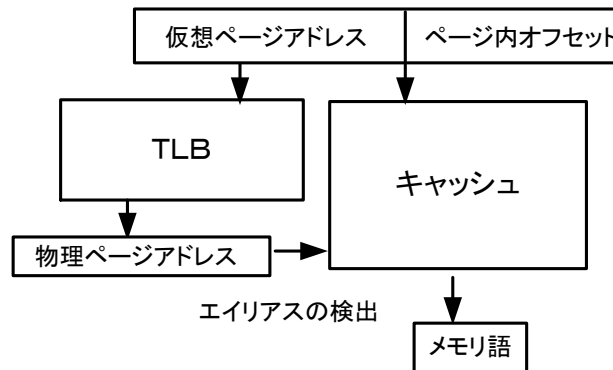 仮想ページアドレス
ページ内オフセット
TLB
キャッシュ
物理ページアドレス
エイリアスの検出
メモリ語